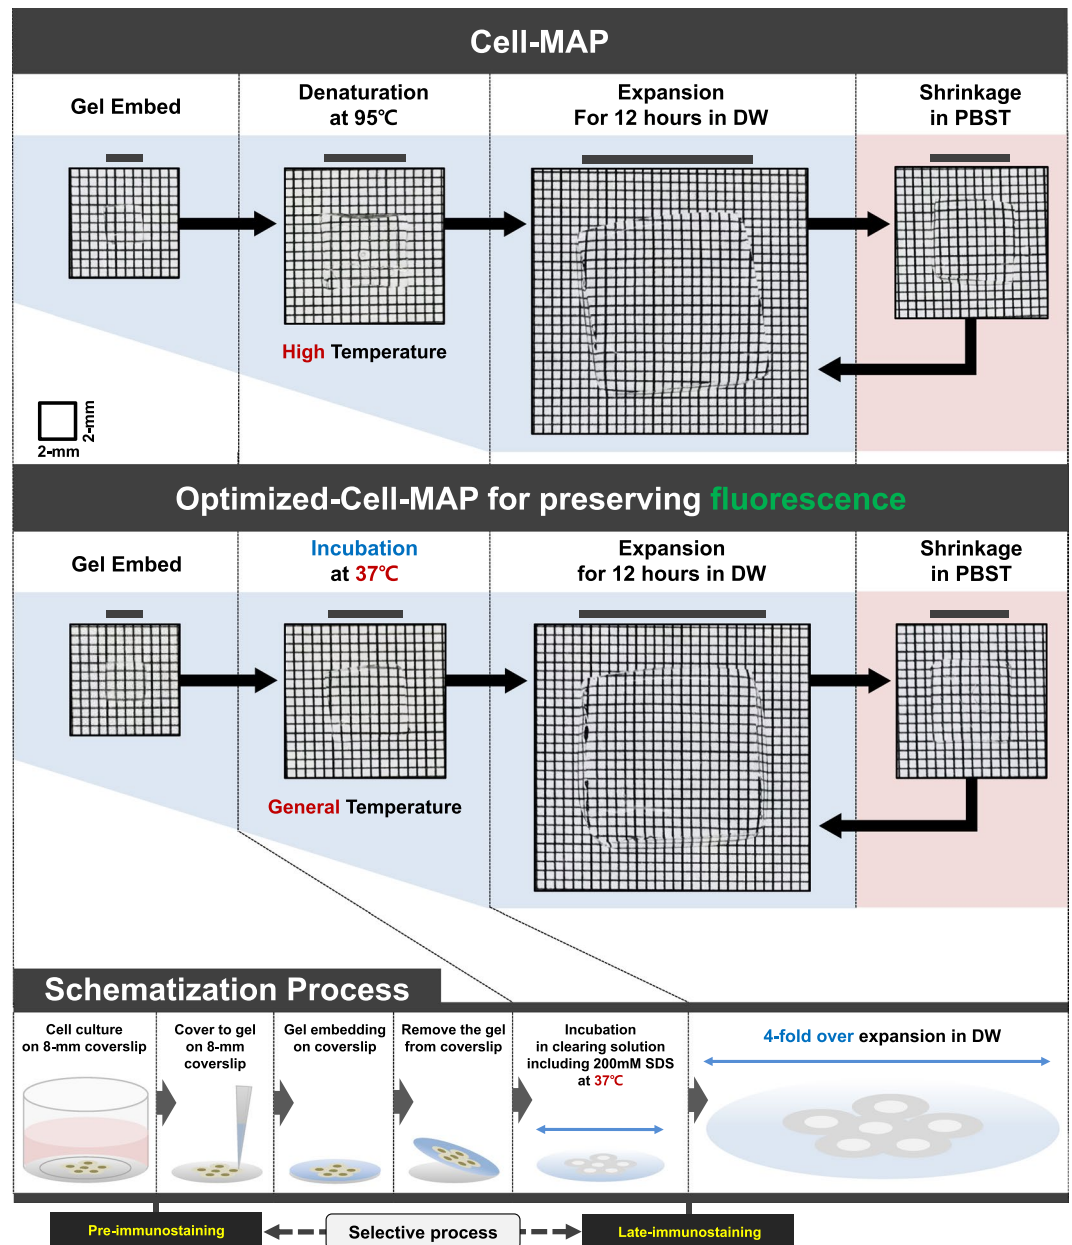 Cell-MAP
Gel Embed
Denaturation
at 95℃
Expansion
For 12 hours in DW
Shrinkage
in PBST
High Temperature
2-mm
2-mm
Optimized-Cell-MAP for preserving fluorescence
Gel Embed
Incubation
at 37℃
Expansion
for 12 hours in DW
Shrinkage
in PBST
General Temperature
Schematization Process
Cell culture
on 8-mm coverslip
Cover to gel
on 8-mm
coverslip
Gel embedding
on coverslip
Remove the gel
from coverslip
Incubation
in clearing solution
including 200mM SDS
at 37℃
4-fold over expansion in DW
Pre-immunostaining
Selective process
Late-immunostaining